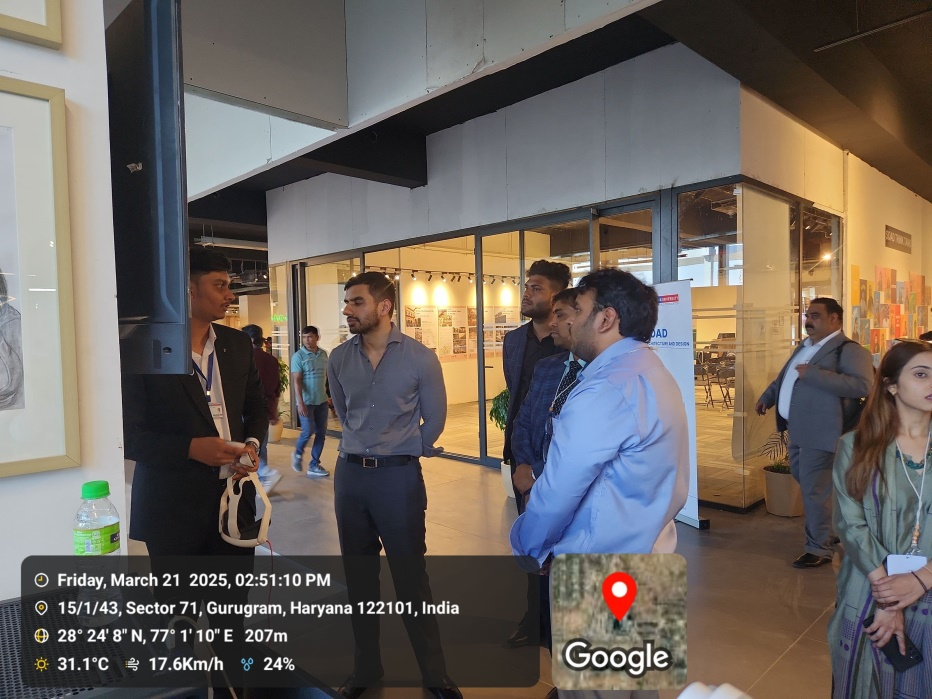 DAD
Friday, March 21 2025, 02:51:10 PM
15/1/43, Sector 71, Gurugram, Haryana 122101, India
28° 24' 8" N, 77° 1' 10" E 207m
31.1°C 17.6Km/h 24%
Google